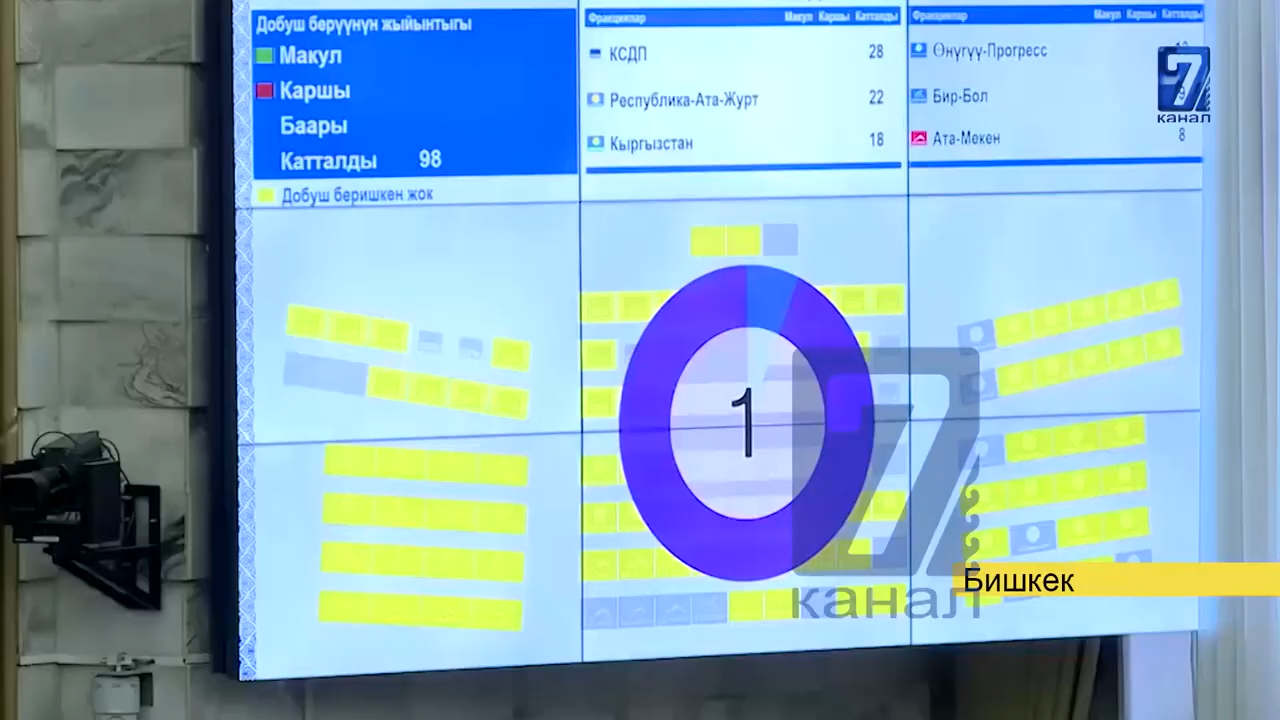 Добуш берүүнүн жыйынтыгы
Макул
Каршы
Баары
Катталды 98
Добуш беришкен жок
Фракциялар Макул Каршы Катталды
КСДП 28
Республика-Ата-Журт 22
Кыргызстан 18
Фракциялар Макул Каршы Катталды
Өнүгүү-Прогресс
Бир-Бол 9
Ата-Мекен 8
7
канал
1
7
канал
Бишкек